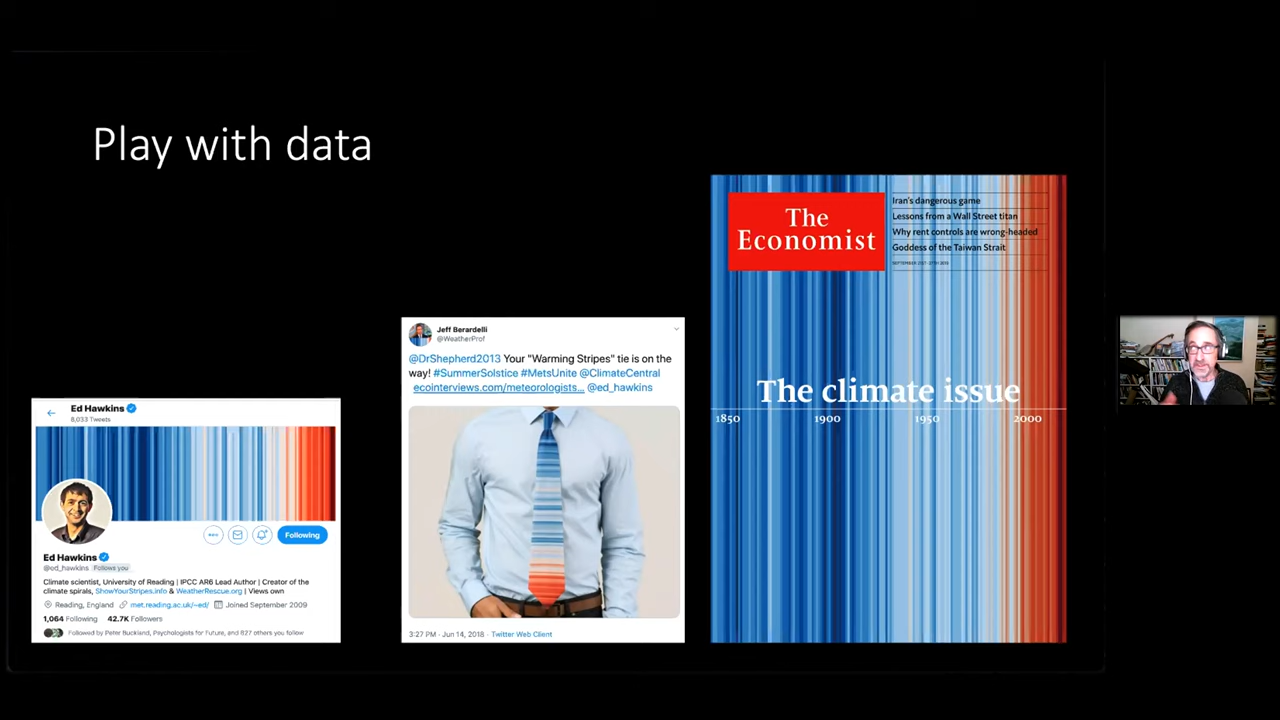 Play with data
Ed Hawkins
8,033 Tweets
Following
Ed Hawkins
@ed_hawkins Follows you
Climate scientist, University of Reading | IPCC AR6 Lead Author | Creator of the
climate spirals, ShowYourStripes.info & WeatherRescue.org | Views own
Reading, England met.reading.ac.uk/~ed/ Joined September 2009
1,064 Following 42.7K Followers
Followed by Peter Buckland, Psychologists for Future, and 827 others you follow
Jeff Berardelli
@WeatherProf
@DrShepherd2013 Your "Warming Stripes" tie is on the
way! #SummerSolstice #MetsUnite @ClimateCentral
ecointerviews.com/meteorologists... @ed_hawkins
3:27 PM · Jun 14, 2018 · Twitter Web Client
The
Economist
Iran's dangerous game
Lessons from a Wall Street titan
Why rent controls are wrong-headed
Goddess of the Taiwan Strait
SEPTEMBER 21ST–27TH 2019
The climate issue
1850 1900 1950 2000